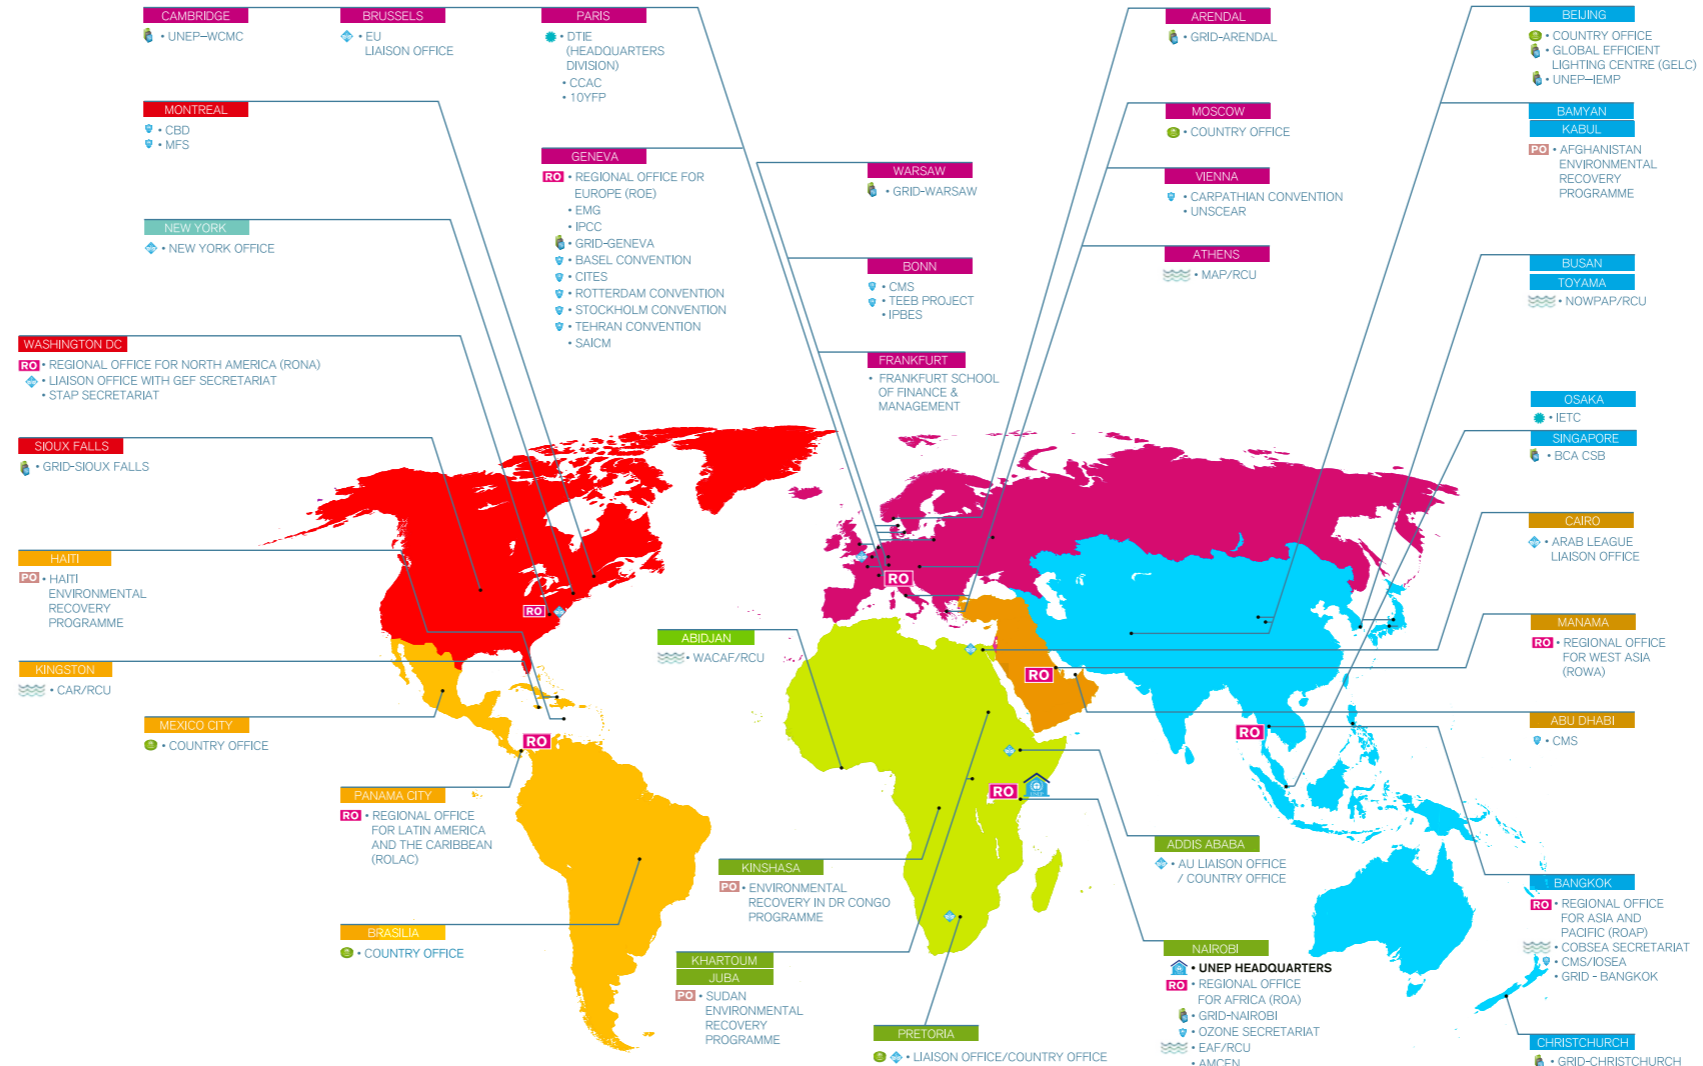 CAMBRIDGE
• UNEP–WCMC
BRUSSELS
• EU
LIAISON OFFICE
PARIS
• DTIE
(HEADQUARTERS
DIVISION)
• CCAC
• 10YFP
ARENDAL
• GRID-ARENDAL
BEIJING
• COUNTRY OFFICE
• GLOBAL EFFICIENT
LIGHTING CENTRE (GELC)
• UNEP–IEMP
MONTREAL
• CBD
• MFS
MOSCOW
• COUNTRY OFFICE
BAMYAN
KABUL
PO • AFGHANISTAN
ENVIRONMENTAL
RECOVERY
PROGRAMME
GENEVA
RO • REGIONAL OFFICE FOR
EUROPE (ROE)
• EMG
• IPCC
• GRID-GENEVA
• BASEL CONVENTION
• CITES
• ROTTERDAM CONVENTION
• STOCKHOLM CONVENTION
• TEHRAN CONVENTION
• SAICM
WARSAW
• GRID-WARSAW
VIENNA
• CARPATHIAN CONVENTION
• UNSCEAR
NEW YORK
• NEW YORK OFFICE
BONN
• CMS
• TEEB PROJECT
• IPBES
ATHENS
• MAP/RCU
BUSAN
TOYAMA
• NOWPAP/RCU
WASHINGTON DC
RO • REGIONAL OFFICE FOR NORTH AMERICA (RONA)
• LIAISON OFFICE WITH GEF SECRETARIAT
• STAP SECRETARIAT
FRANKFURT
• FRANKFURT SCHOOL
OF FINANCE &
MANAGEMENT
OSAKA
• IETC
SINGAPORE
• BCA CSB
SIOUX FALLS
• GRID-SIOUX FALLS
CAIRO
• ARAB LEAGUE
LIAISON OFFICE
HAITI
PO • HAITI
ENVIRONMENTAL
RECOVERY
PROGRAMME
RO
RO
ABIDJAN
• WACAF/RCU
MANAMA
RO • REGIONAL OFFICE
FOR WEST ASIA
(ROWA)
KINGSTON
• CAR/RCU
RO
MEXICO CITY
• COUNTRY OFFICE
RO
RO
ABU DHABI
• CMS
PANAMA CITY
RO • REGIONAL OFFICE
FOR LATIN AMERICA
AND THE CARIBBEAN
(ROLAC)
RO
KINSHASA
PO • ENVIRONMENTAL
RECOVERY IN DR CONGO
PROGRAMME
ADDIS ABABA
• AU LIAISON OFFICE
/ COUNTRY OFFICE
BANGKOK
RO • REGIONAL OFFICE
FOR ASIA AND
PACIFIC (ROAP)
• COBSEA SECRETARIAT
• CMS/IOSEA
• GRID - BANGKOK
BRASILIA
• COUNTRY OFFICE
KHARTOUM
JUBA
PO • SUDAN
ENVIRONMENTAL
RECOVERY
PROGRAMME
NAIROBI
• UNEP HEADQUARTERS
RO • REGIONAL OFFICE
FOR AFRICA (ROA)
• GRID-NAIROBI
• OZONE SECRETARIAT
• EAF/RCU
• AMCEN
PRETORIA
• LIAISON OFFICE/COUNTRY OFFICE
CHRISTCHURCH
• GRID-CHRISTCHURCH